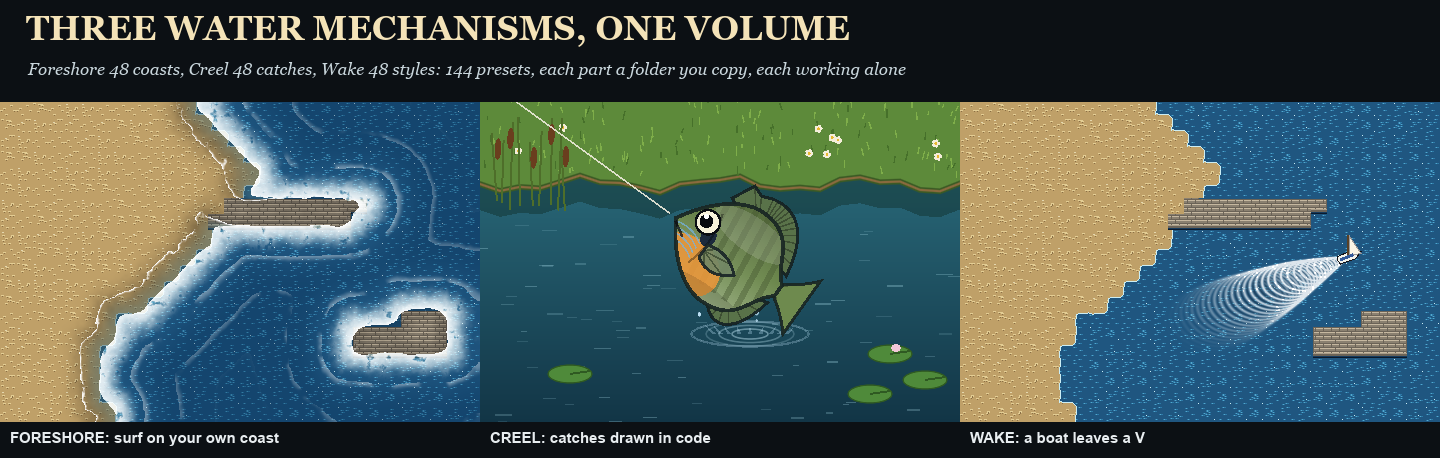 THREE WATER MECHANISMS, ONE VOLUME
Foreshore 48 coasts, Creel 48 catches, Wake 48 styles: 144 presets, each part a folder you copy, each working alone
FORESHORE: surf on your own coast
CREEL: catches drawn in code
WAKE: a boat leaves a V